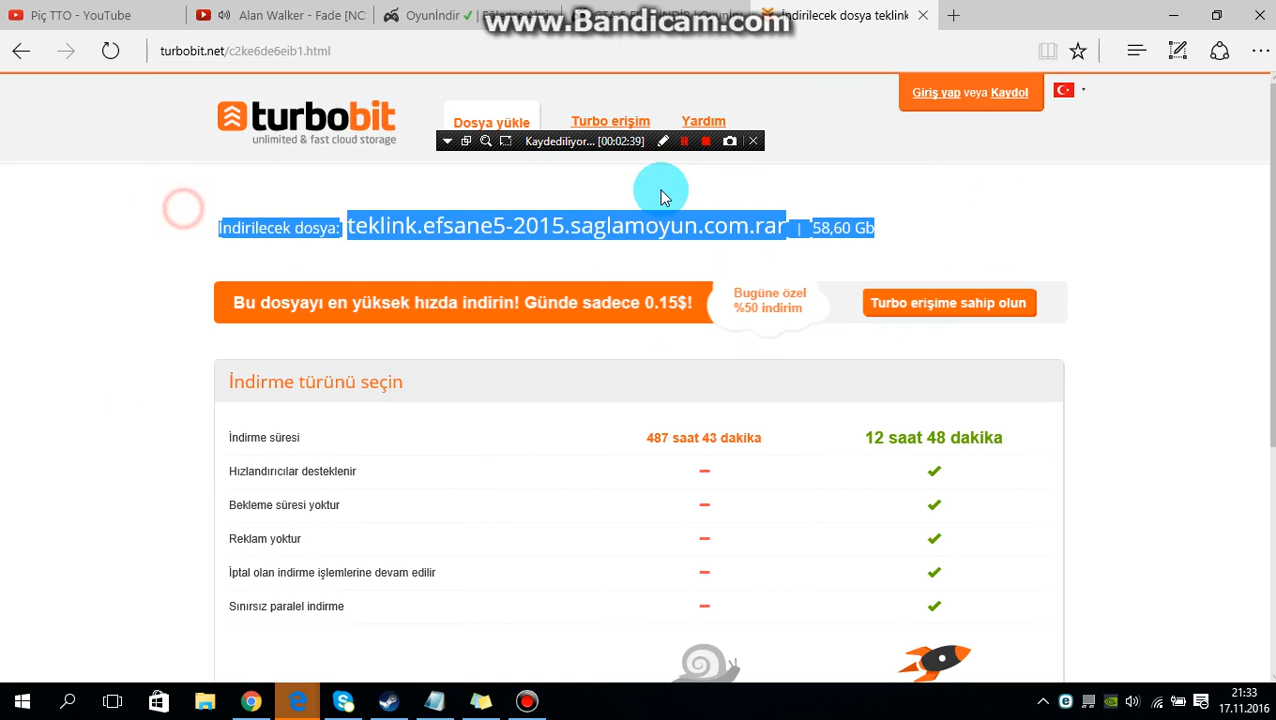 Piç TTO - YouTube
Alan Walker - Fade [NC
Oyunİndir
İndirilecek dosya teklink
www.Bandicam.com
turbobit.net/c2ke6de6eib1.html
Giriş yap veya Kaydol
turbobit
unlimited & fast cloud storage
Dosya yükle
Turbo erişim
Yardım
Kaydediliyor... [00:02:39]
İndirilecek dosya: teklink.efsane5-2015.saglamoyun.com.rar | 58,60 Gb
Bu dosyayı en yüksek hızda indirin! Günde sadece 0.15$!
Bugüne özel
%50 indirim
Turbo erişime sahip olun
İndirme türünü seçin
İndirme süresi
487 saat 43 dakika
12 saat 48 dakika
Hızlandırıcılar desteklenir
Bekleme süresi yoktur
Reklam yoktur
İptal olan indirme işlemlerine devam edilir
Sınırsız paralel indirme
21:33
17.11.2016